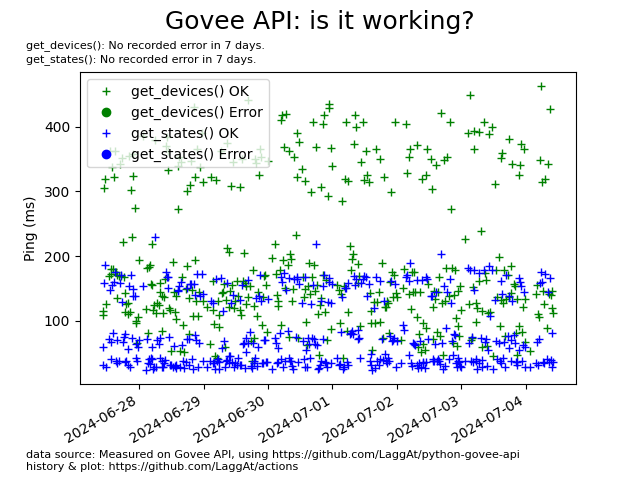 Govee API: is it working?
get_devices(): No recorded error in 7 days.
get_states(): No recorded error in 7 days.
get_devices() OK
get_devices() Error
get_states() OK
get_states() Error
Ping (ms)
400
300
200
100
2024-06-28
2024-06-29
2024-06-30
2024-07-01
2024-07-02
2024-07-03
2024-07-04
data source: Measured on Govee API, using https://github.com/LaggAt/python-govee-api
history & plot: https://github.com/LaggAt/actions